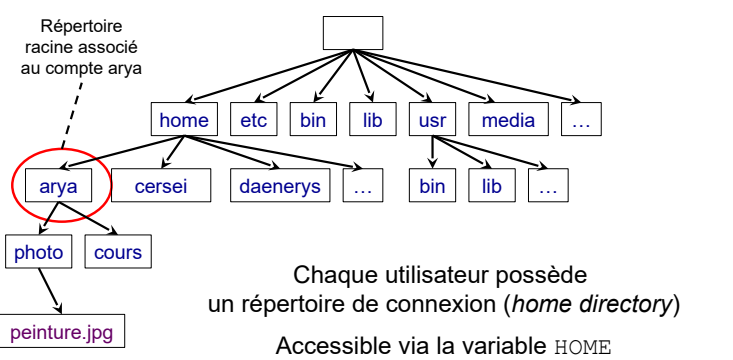 Répertoire
racine associé
au compte arya
home etc bin lib usr media …
arya cersei daenerys … bin lib …
photo cours
peinture.jpg
Chaque utilisateur possède
un répertoire de connexion (home directory)
Accessible via la variable HOME